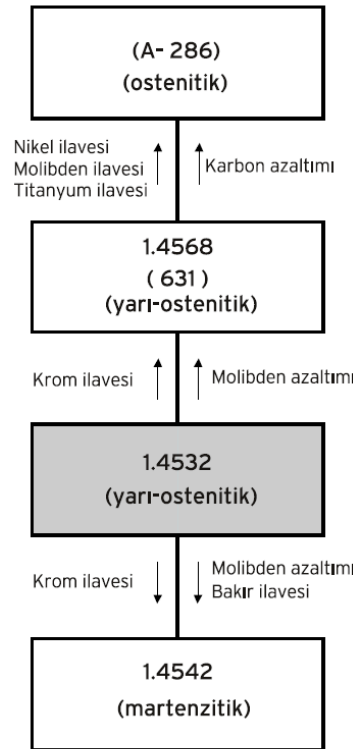 (A- 286)
(ostenitik)
Nikel ilavesi
Molibden ilavesi
Titanyum ilavesi
Karbon azaltımı
1.4568
( 631 )
(yarı-ostenitik)
Krom ilavesi
Molibden azaltımı
1.4532
(yarı-ostenitik)
Krom ilavesi
Molibden azaltımı
Bakır ilavesi
1.4542
(martenzitik)